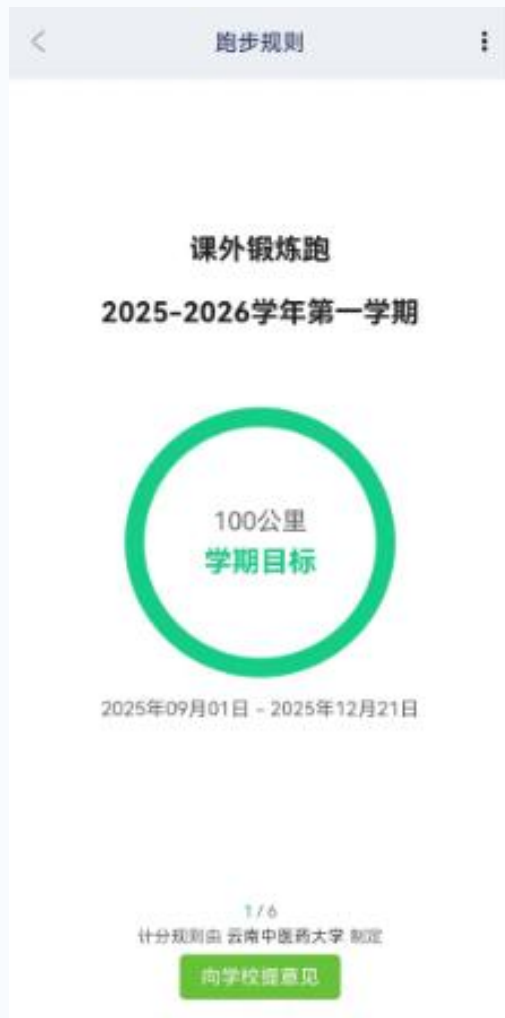 跑步规则
课外锻炼跑
2025-2026学年第一学期
100公里
学期目标
2025年09月01日 - 2025年12月21日
1/6
计分规则由 云南中医药大学 制定
向学校提意见